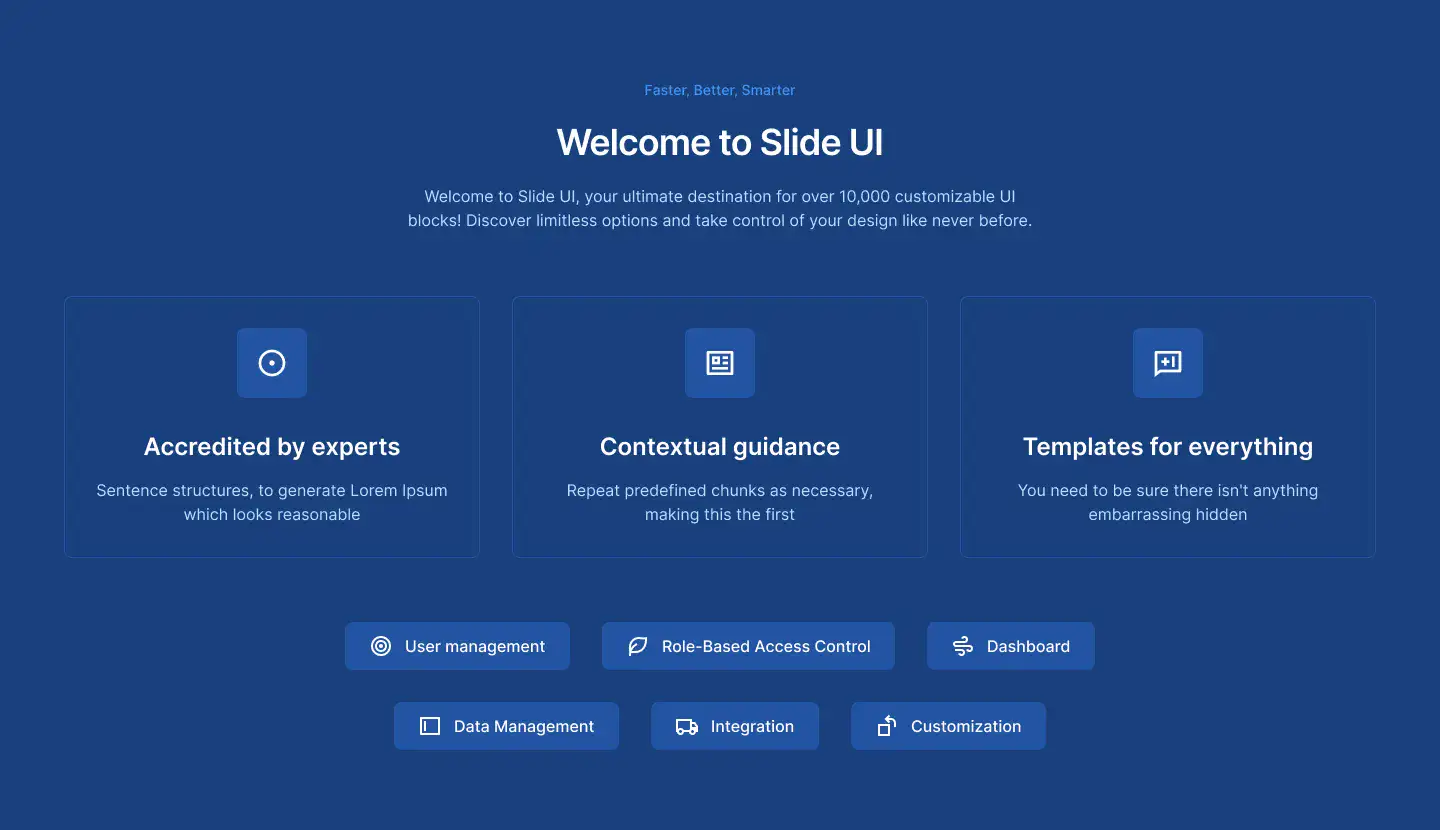 Faster, Better, Smarter
Welcome to Slide UI
Welcome to Slide UI, your ultimate destination for over 10,000 customizable UI
blocks! Discover limitless options and take control of your design like never before.
Accredited by experts
Sentence structures, to generate Lorem Ipsum
which looks reasonable
Contextual guidance
Repeat predefined chunks as necessary,
making this the first
Templates for everything
You need to be sure there isn't anything
embarrassing hidden
User management
Role-Based Access Control
Dashboard
Data Management
Integration
Customization